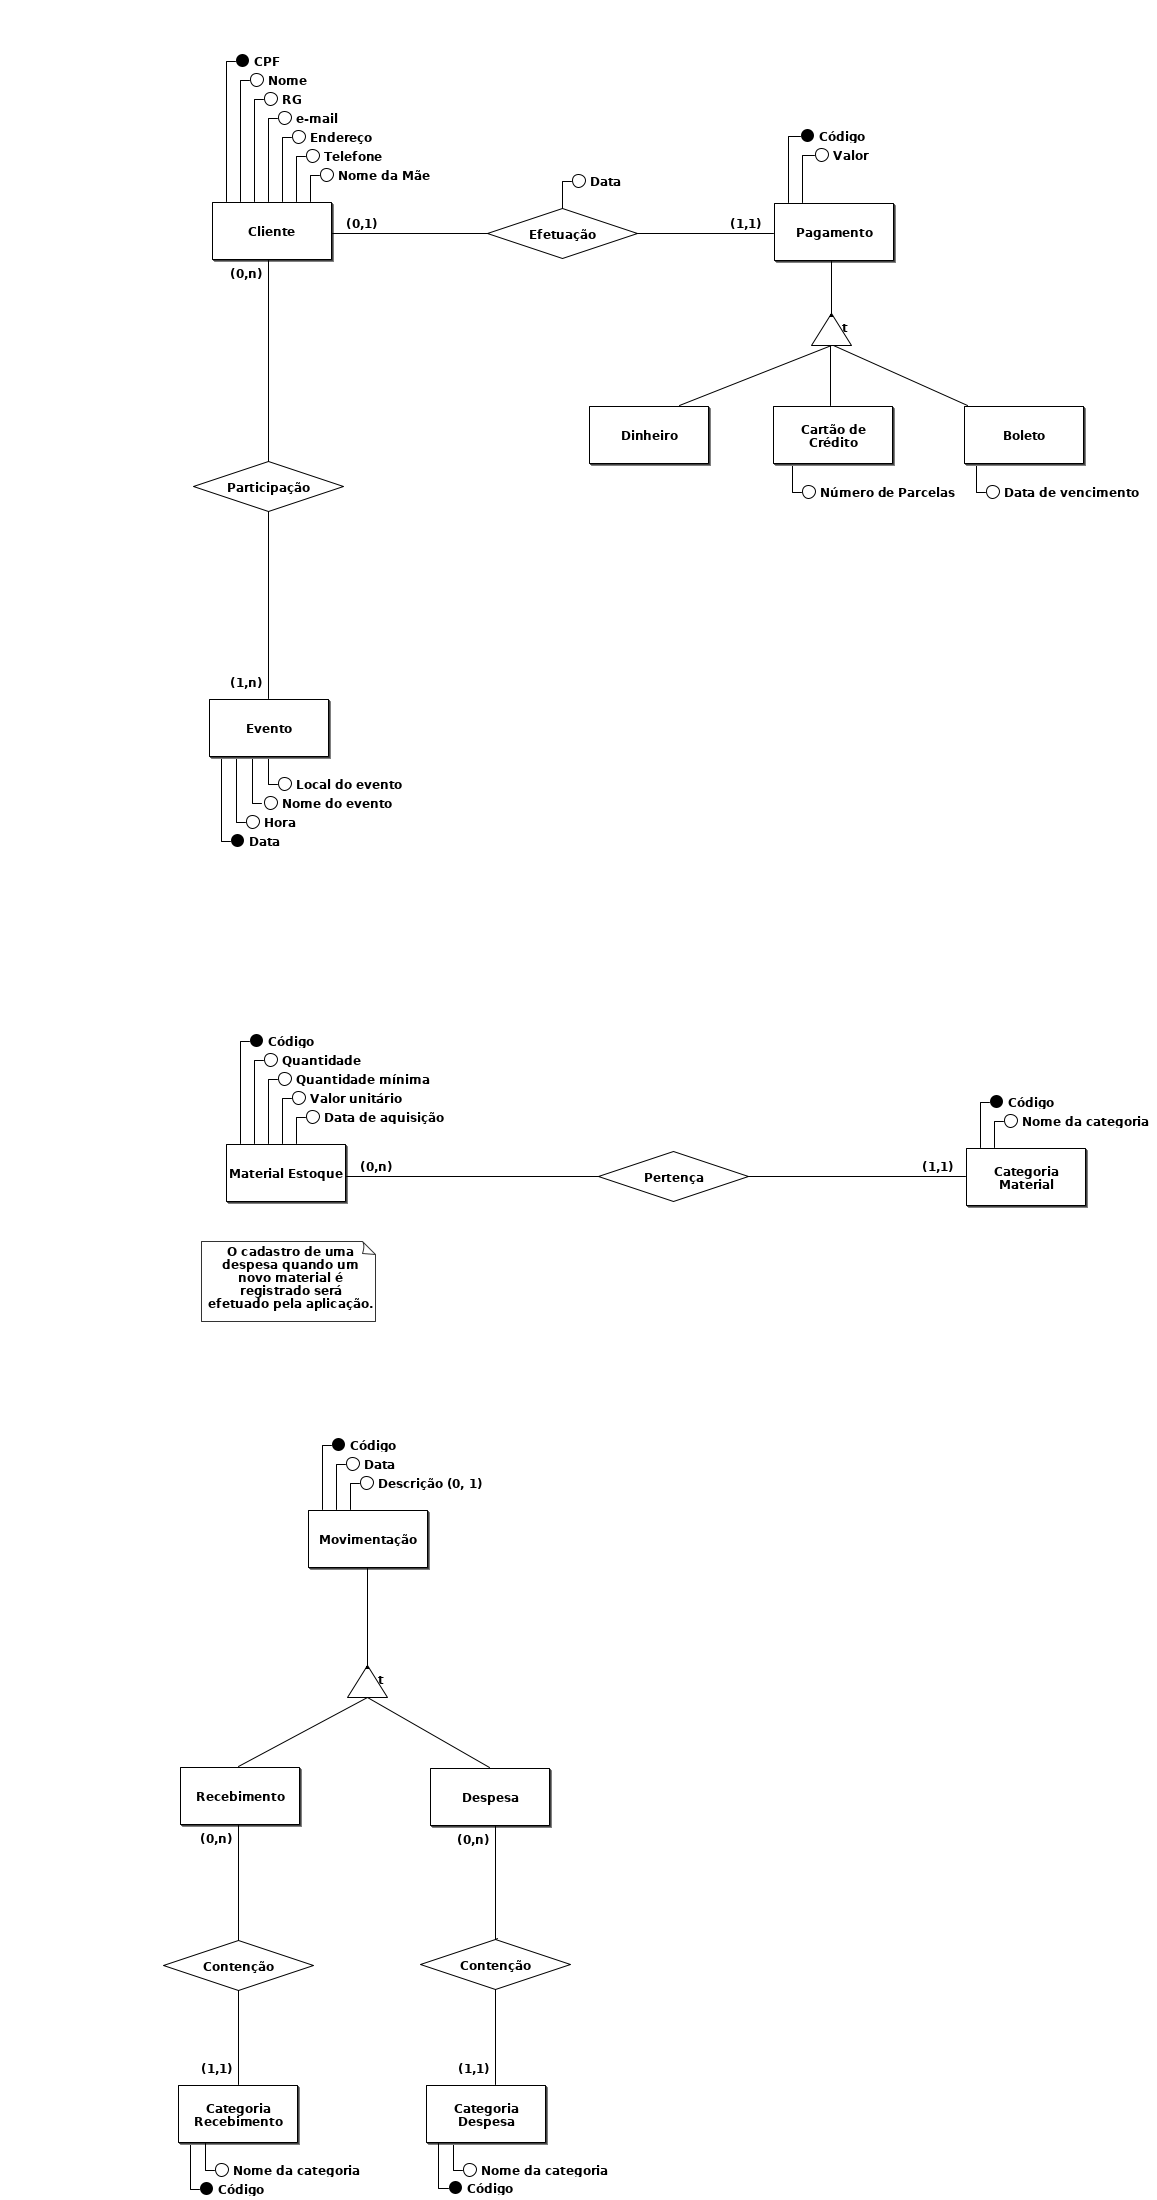 CPF
Nome
RG
e-mail
Endereço
Telefone
Nome da Mãe
Código
Valor
Data
Cliente
(0,1)
Efetuação
(1,1)
Pagamento
(0,n)
t
Dinheiro
Cartão de
Crédito
Boleto
Número de Parcelas
Data de vencimento
Participação
(1,n)
Evento
Local do evento
Nome do evento
Hora
Data
Código
Quantidade
Quantidade mínima
Valor unitário
Data de aquisição
Código
Nome da categoria
Material Estoque
(0,n)
Pertença
(1,1)
Categoria
Material
O cadastro de uma
despesa quando um
novo material é
registrado será
efetuado pela aplicação.
Código
Data
Descrição (0, 1)
Movimentação
t
Recebimento
Despesa
(0,n)
(0,n)
Contenção
Contenção
(1,1)
(1,1)
Categoria
Recebimento
Categoria
Despesa
Nome da categoria
Código
Nome da categoria
Código